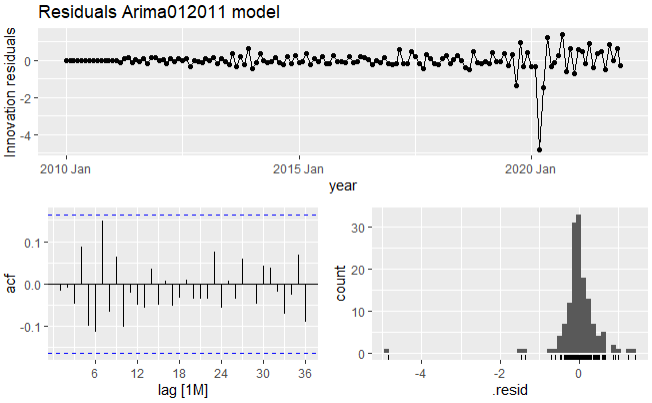 Residuals Arima012011 model
Innovation residuals
0
-2
-4
2010 Jan 2015 Jan 2020 Jan
year
acf
0.1
0.0
-0.1
6 12 18 24 30 36
lag [1M]
count
30
20
10
0
-4 -2 0
.resid